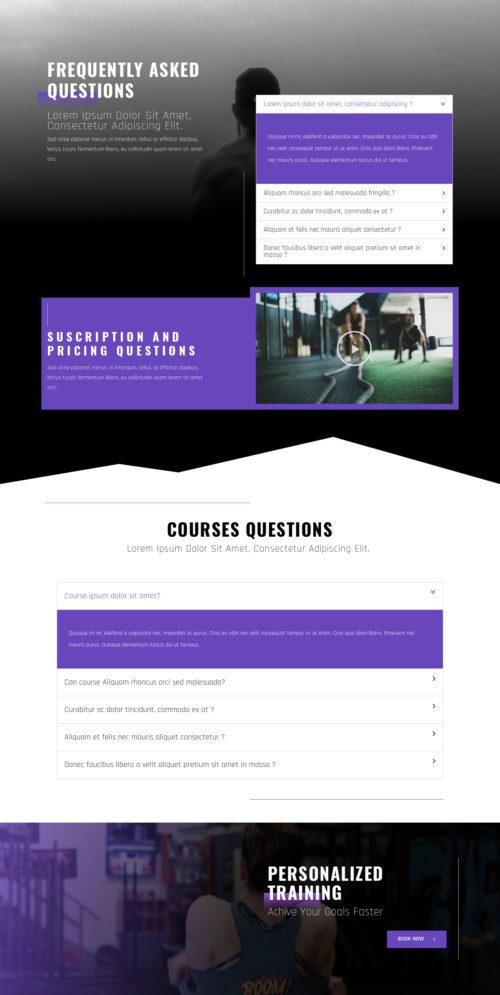 FREQUENTLY ASKED
QUESTIONS
Lorem Ipsum Dolor Sit Amet,
Consectetur Adipiscing Elit.
Sed vitae placerat metus. In interdum, tellus ac efficitur dapibus,
lectus turpis fermentum libero, eu sollicitudin quam lorem sit amet
orci.
Lorem ipsum dolor sit amet, consectetur adipiscing ?
Quisque mi mi, eleifend a vulputate nec, imperdiet ac purus. Cras eu nibh
nec velit consequat tempor ut ac enim. Cras quis diam libero. Praesent
nec mauris purus. Quisque elementum luctus dui ut tempus.
Aliquam rhoncus orci sed malesuada fringilla ?
Curabitur ac dolor tincidunt, commodo ex at ?
Aliquam et felis nec mauris aliquet consectetur ?
Donec faucibus libero a velit aliquet pretium sit amet in
massa ?
SUSCRIPTION AND
PRICING QUESTIONS
Sed vitae placerat metus. In interdum, tellus ac efficitur dapibus,
lectus turpis fermentum libero, eu sollicitudin quam lorem sit amet
orci.
COURSES QUESTIONS
Lorem Ipsum Dolor Sit Amet, Consectetur Adipiscing Elit.
Course ipsum dolor sit amet?
Quisque mi mi, eleifend a vulputate nec, imperdiet ac purus. Cras eu nibh nec velit consequat tempor ut ac enim. Cras quis diam libero. Praesent nec
mauris purus. Quisque elementum luctus dui ut tempus.
Can course Aliquam rhoncus orci sed malesuada?
Curabitur ac dolor tincidunt, commodo ex at ?
Aliquam et felis nec mauris aliquet consectetur ?
Donec faucibus libero a velit aliquet pretium sit amet in massa ?
PERSONALIZED
TRAINING
Achive Your Goals Faster
BOOK NOW
BOOM!